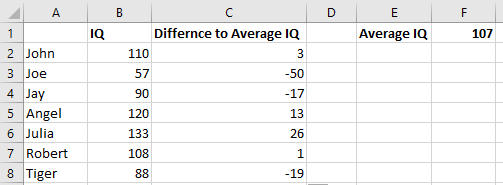 A B C D E F
1 IQ Differnce to Average IQ Average IQ 107
2 John 110 3
3 Joe 57 -50
4 Jay 90 -17
5 Angel 120 13
6 Julia 133 26
7 Robert 108 1
8 Tiger 88 -19